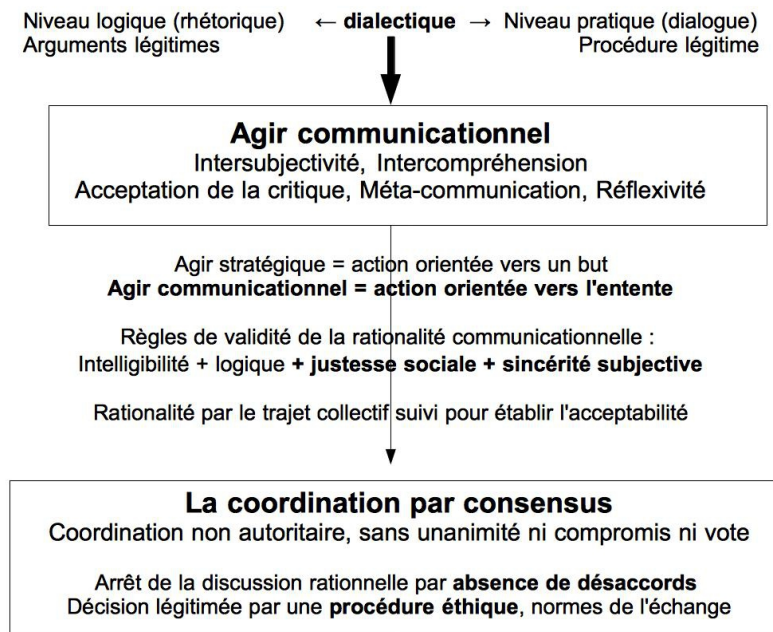 Niveau logique (rhétorique) ← dialectique → Niveau pratique (dialogue)
Arguments légitimes Procédure légitime
Agir communicationnel
Intersubjectivité, Intercompréhension
Acceptation de la critique, Méta-communication, Réflexivité
Agir stratégique = action orientée vers un but
Agir communicationnel = action orientée vers l'entente
Règles de validité de la rationalité communicationnelle :
Intelligibilité + logique + justesse sociale + sincérité subjective
Rationalité par le trajet collectif suivi pour établir l'acceptabilité
La coordination par consensus
Coordination non autoritaire, sans unanimité ni compromis ni vote
Arrêt de la discussion rationnelle par absence de désaccords
Décision légitimée par une procédure éthique, normes de l'échange